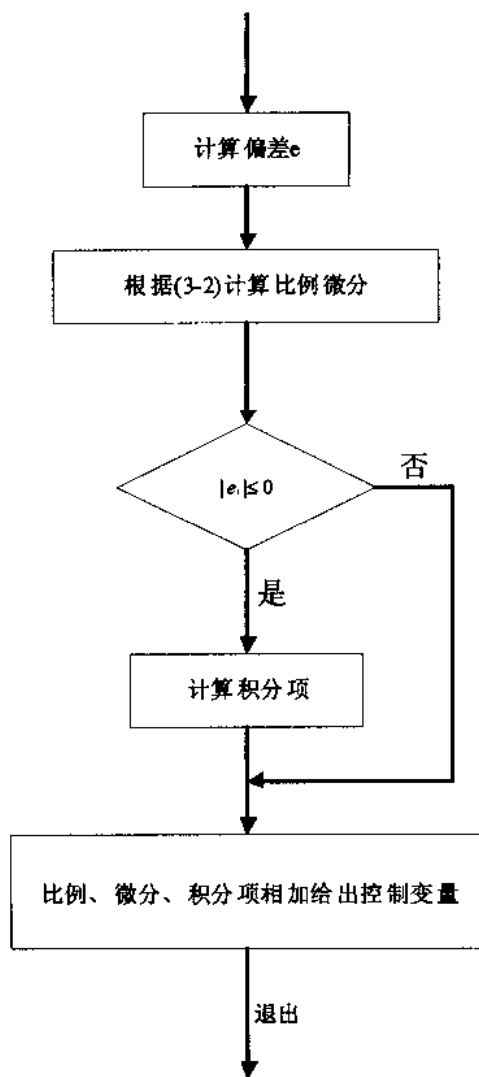 计算偏差e
根据(3-2)计算比例微分
|eᵢ|≤0
否
是
计算积分项
比例、微分、积分项相加给出控制变量
退出